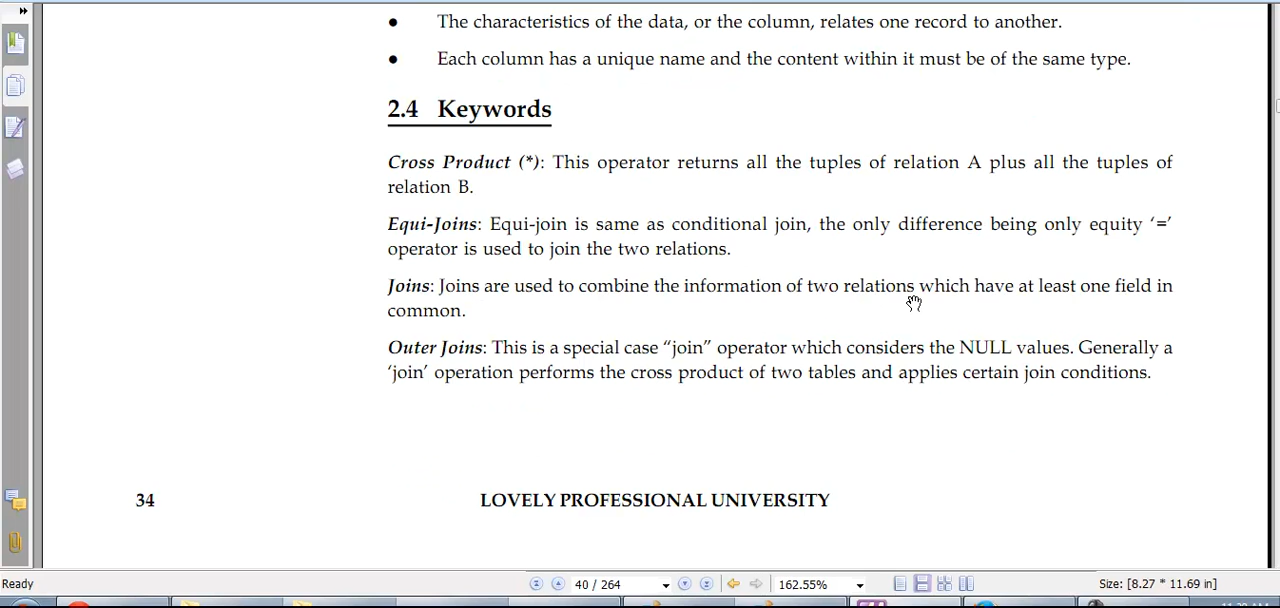 ● The characteristics of the data, or the column, relates one record to another.
● Each column has a unique name and the content within it must be of the same type.
2.4 Keywords
Cross Product (*): This operator returns all the tuples of relation A plus all the tuples of
relation B.
Equi-Joins: Equi-join is same as conditional join, the only difference being only equity ‘=’
operator is used to join the two relations.
Joins: Joins are used to combine the information of two relations which have at least one field in
common.
Outer Joins: This is a special case “join” operator which considers the NULL values. Generally a
‘join’ operation performs the cross product of two tables and applies certain join conditions.
34 LOVELY PROFESSIONAL UNIVERSITY
Ready 40 / 264 162.55% Size: [8.27 * 11.69 in]